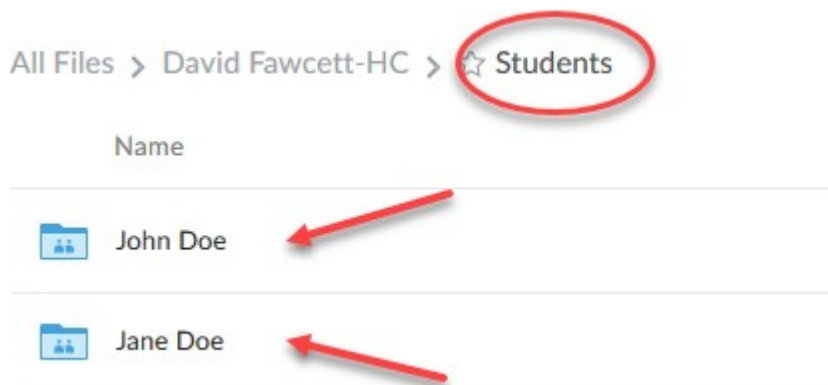 All Files > David Fawcett-HC > ☆ Students
Name
John Doe
Jane Doe